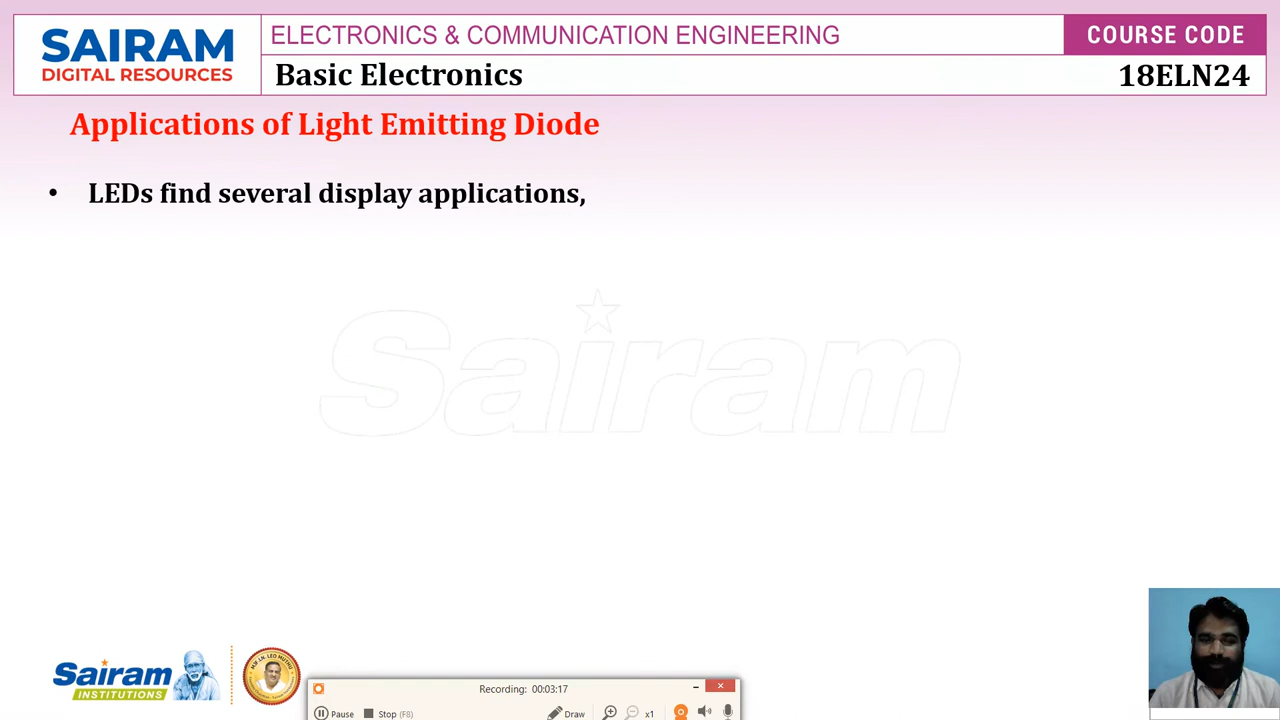 SAIRAM
DIGITAL RESOURCES
ELECTRONICS & COMMUNICATION ENGINEERING
COURSE CODE
Basic Electronics
18ELN24
Applications of Light Emitting Diode
• LEDs find several display applications,
Sairam
Sairam
INSTITUTIONS
Recording: 00:03:17
Pause
Stop (F8)
Draw
x1